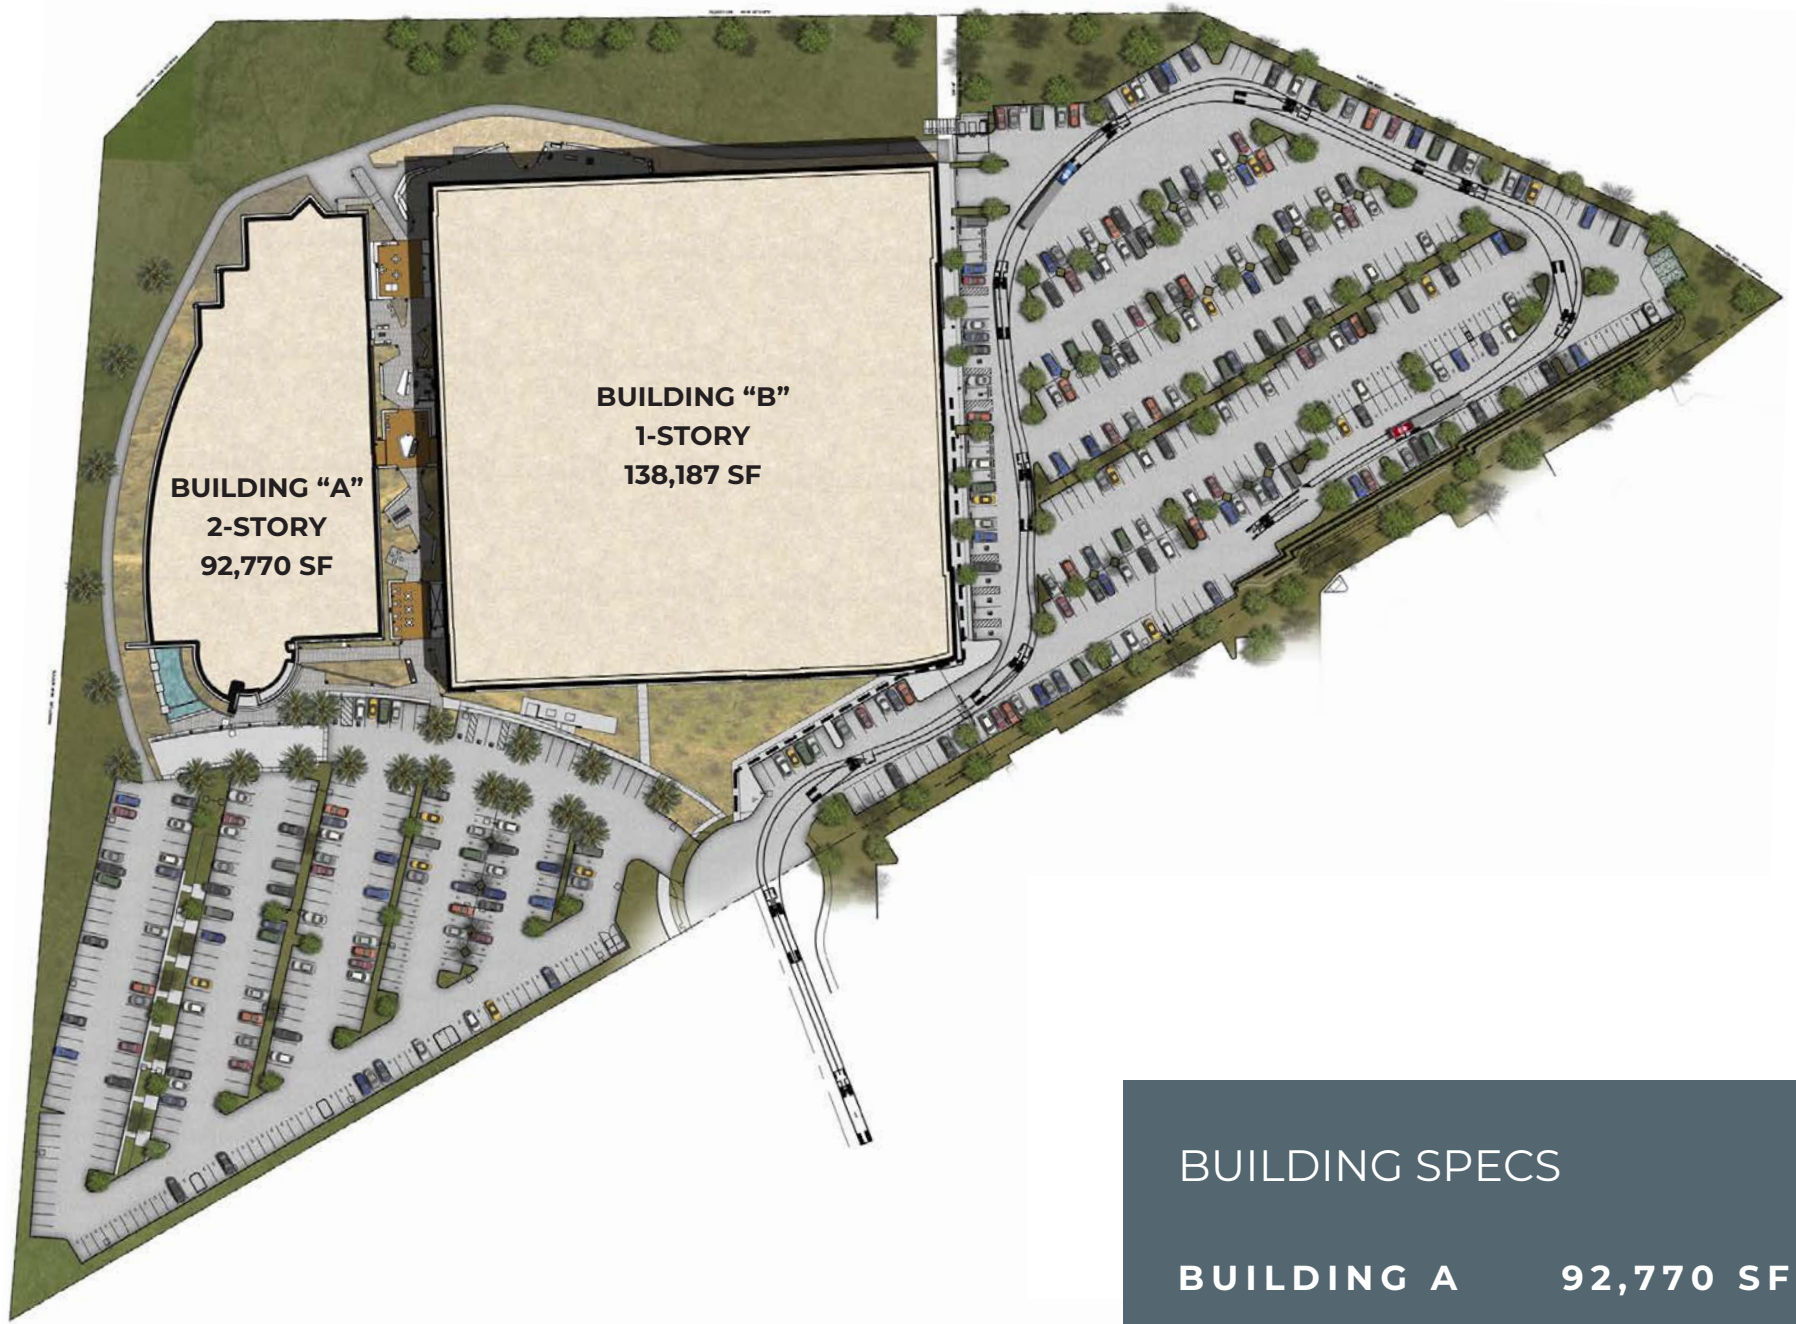 BUILDING “B”
1-STORY
138,187 SF
BUILDING “A”
2-STORY
92,770 SF
BUILDING SPECS
BUILDING A 92,770 SF